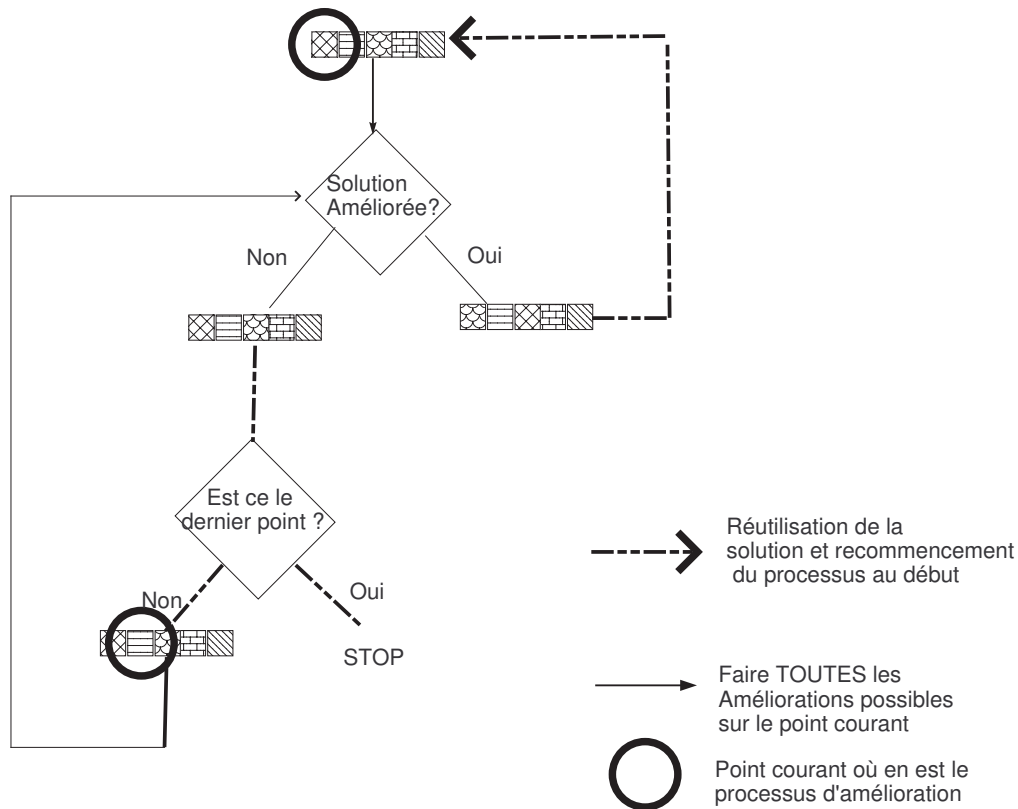 Solution
Améliorée?
Non
Oui
Est ce le
dernier point ?
Non
Oui
STOP
Réutilisation de la
solution et recommencement
du processus au début
Faire TOUTES les
Améliorations possibles
sur le point courant
Point courant où en est le
processus d'amélioration